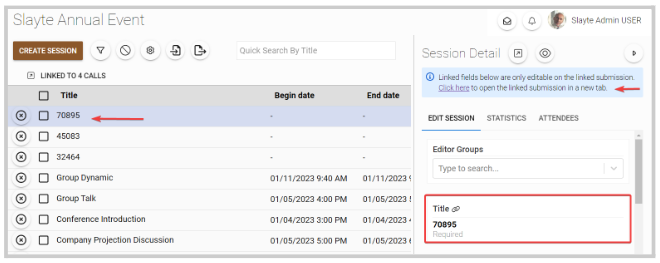 Slayte Annual Event
Slayte Admin USER
CREATE SESSION
Quick Search By Title
LINKED TO 4 CALLS
Title Begin date End date
70895 - -
45083 - -
32464 - -
Group Dynamic 01/11/2023 9:40 AM 01/11/2023
Group Talk 01/05/2023 4:00 PM 01/05/2023
Conference Introduction 01/04/2023 3:00 PM 01/04/2023
Company Projection Discussion 01/05/2023 5:00 PM 01/05/2023
Session Detail
Linked fields below are only editable on the linked submission.
Click here to open the linked submission in a new tab.
EDIT SESSION STATISTICS ATTENDEES
Editor Groups
Type to search...
Title
70895
Required